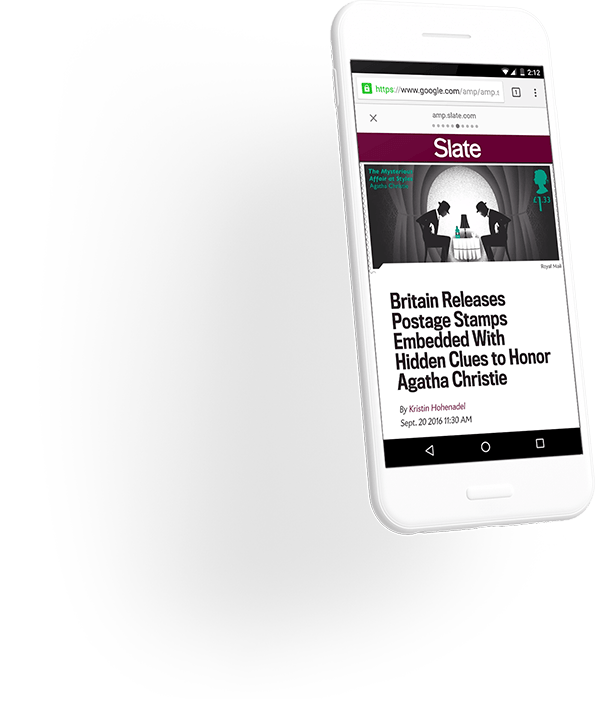 2:12
https://www.google.com/amp/amp.s
amp.slate.com
Slate
The Mysterious
Affair at Styles
Agatha Christie
£1.33
Royal Mail
Britain Releases
Postage Stamps
Embedded With
Hidden Clues to Honor
Agatha Christie
By Kristin Hohenadel
Sept. 20 2016 11:30 AM